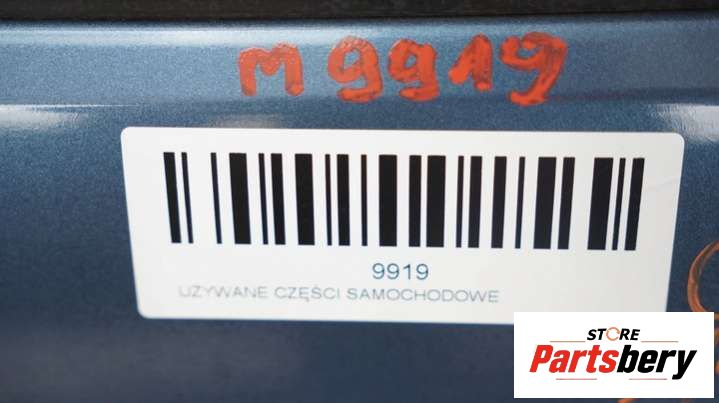 M9919
9919
UZYWANE CZĘŚCI SAMOCHODOWE
STORE
Partsbery